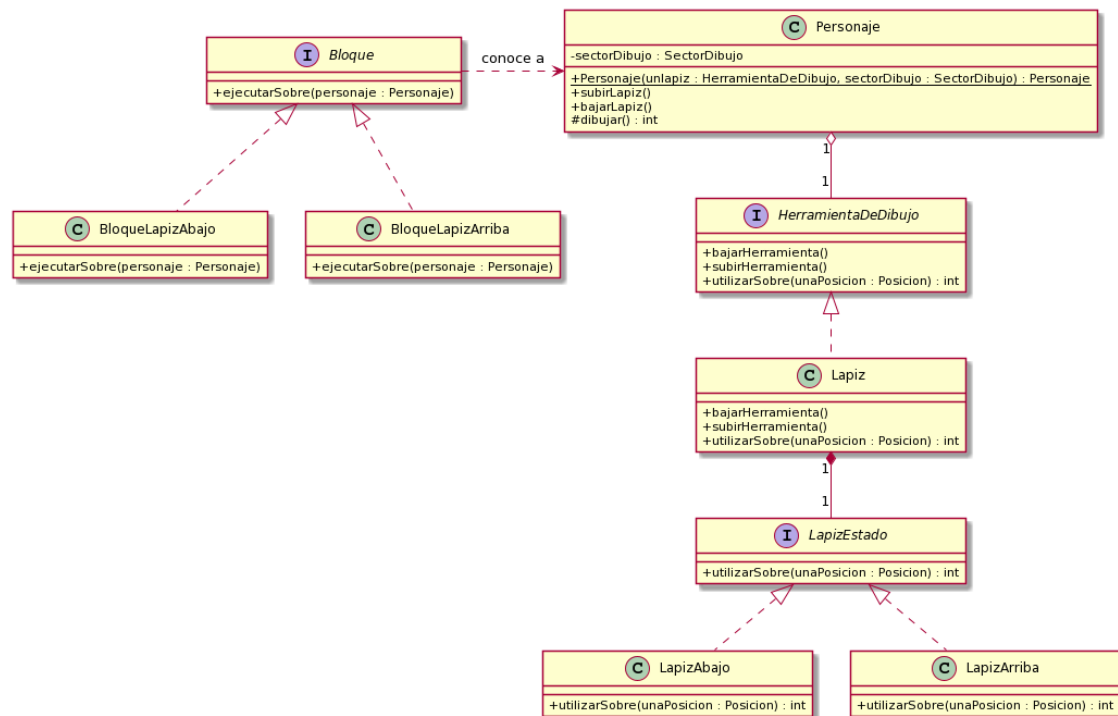 I Bloque
+ejecutarSobre(personaje : Personaje)
conoce a
C Personaje
-sectorDibujo : SectorDibujo
+Personaje(unlapiz : HerramientaDeDibujo, sectorDibujo : SectorDibujo) : Personaje
+subirLapiz()
+bajarLapiz()
#dibujar() : int
1
1
C BloqueLapizAbajo
+ejecutarSobre(personaje : Personaje)
C BloqueLapizArriba
+ejecutarSobre(personaje : Personaje)
I HerramientaDeDibujo
+bajarHerramienta()
+subirHerramienta()
+utilizarSobre(unaPosicion : Posicion) : int
C Lapiz
+bajarHerramienta()
+subirHerramienta()
+utilizarSobre(unaPosicion : Posicion) : int
1
1
I LapizEstado
+utilizarSobre(unaPosicion : Posicion) : int
C LapizAbajo
+utilizarSobre(unaPosicion : Posicion) : int
C LapizArriba
+utilizarSobre(unaPosicion : Posicion) : int